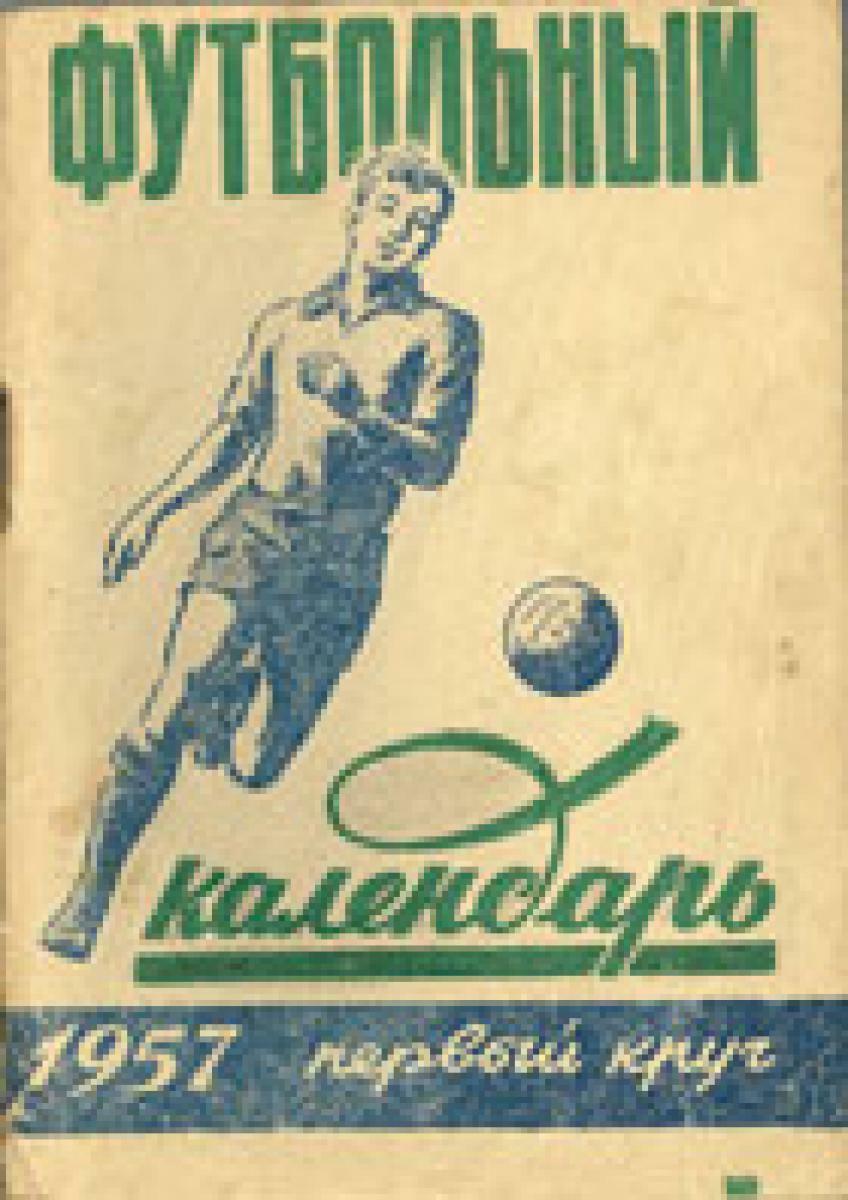 ФУТБОЛЬНЫЙ
календарь
1957 первый круг